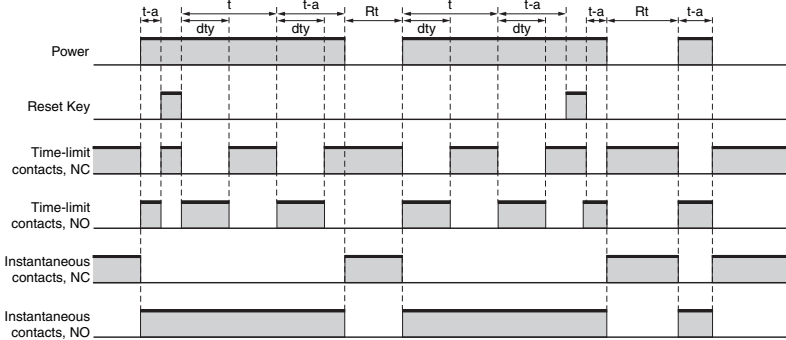 t-a t t-a Rt t t-a t-a Rt t-a
dty dty dty dty
Power
Reset Key
Time-limit
contacts, NC
Time-limit
contacts, NO
Instantaneous
contacts, NC
Instantaneous
contacts, NO